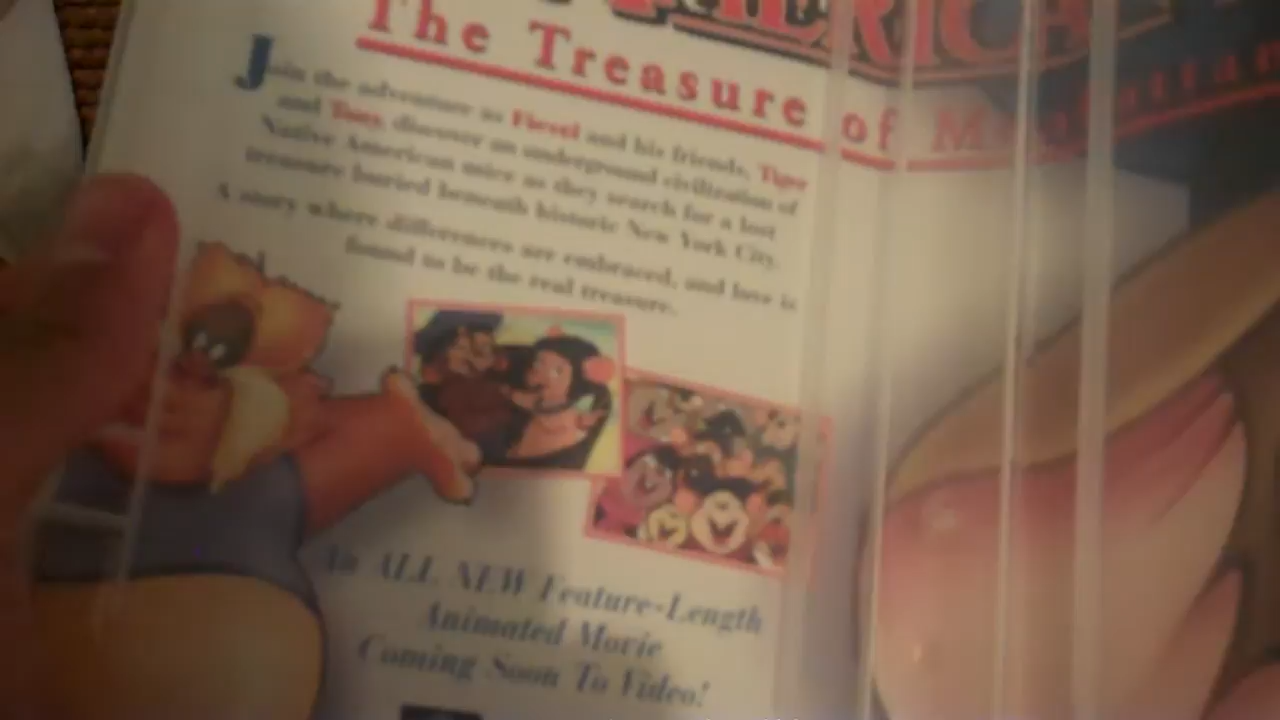 AMERICA
The Treasure of Manhattan
Join the adventure as Fievel and his friends, Tiger
and Tony, discover an underground civilization of
Native American mice as they search for a lost
treasure buried beneath historic New York City.
A story where differences are embraced, and love is
found to be the real treasure.
An ALL NEW Feature-Length
Animated Movie
Coming Soon To Video!